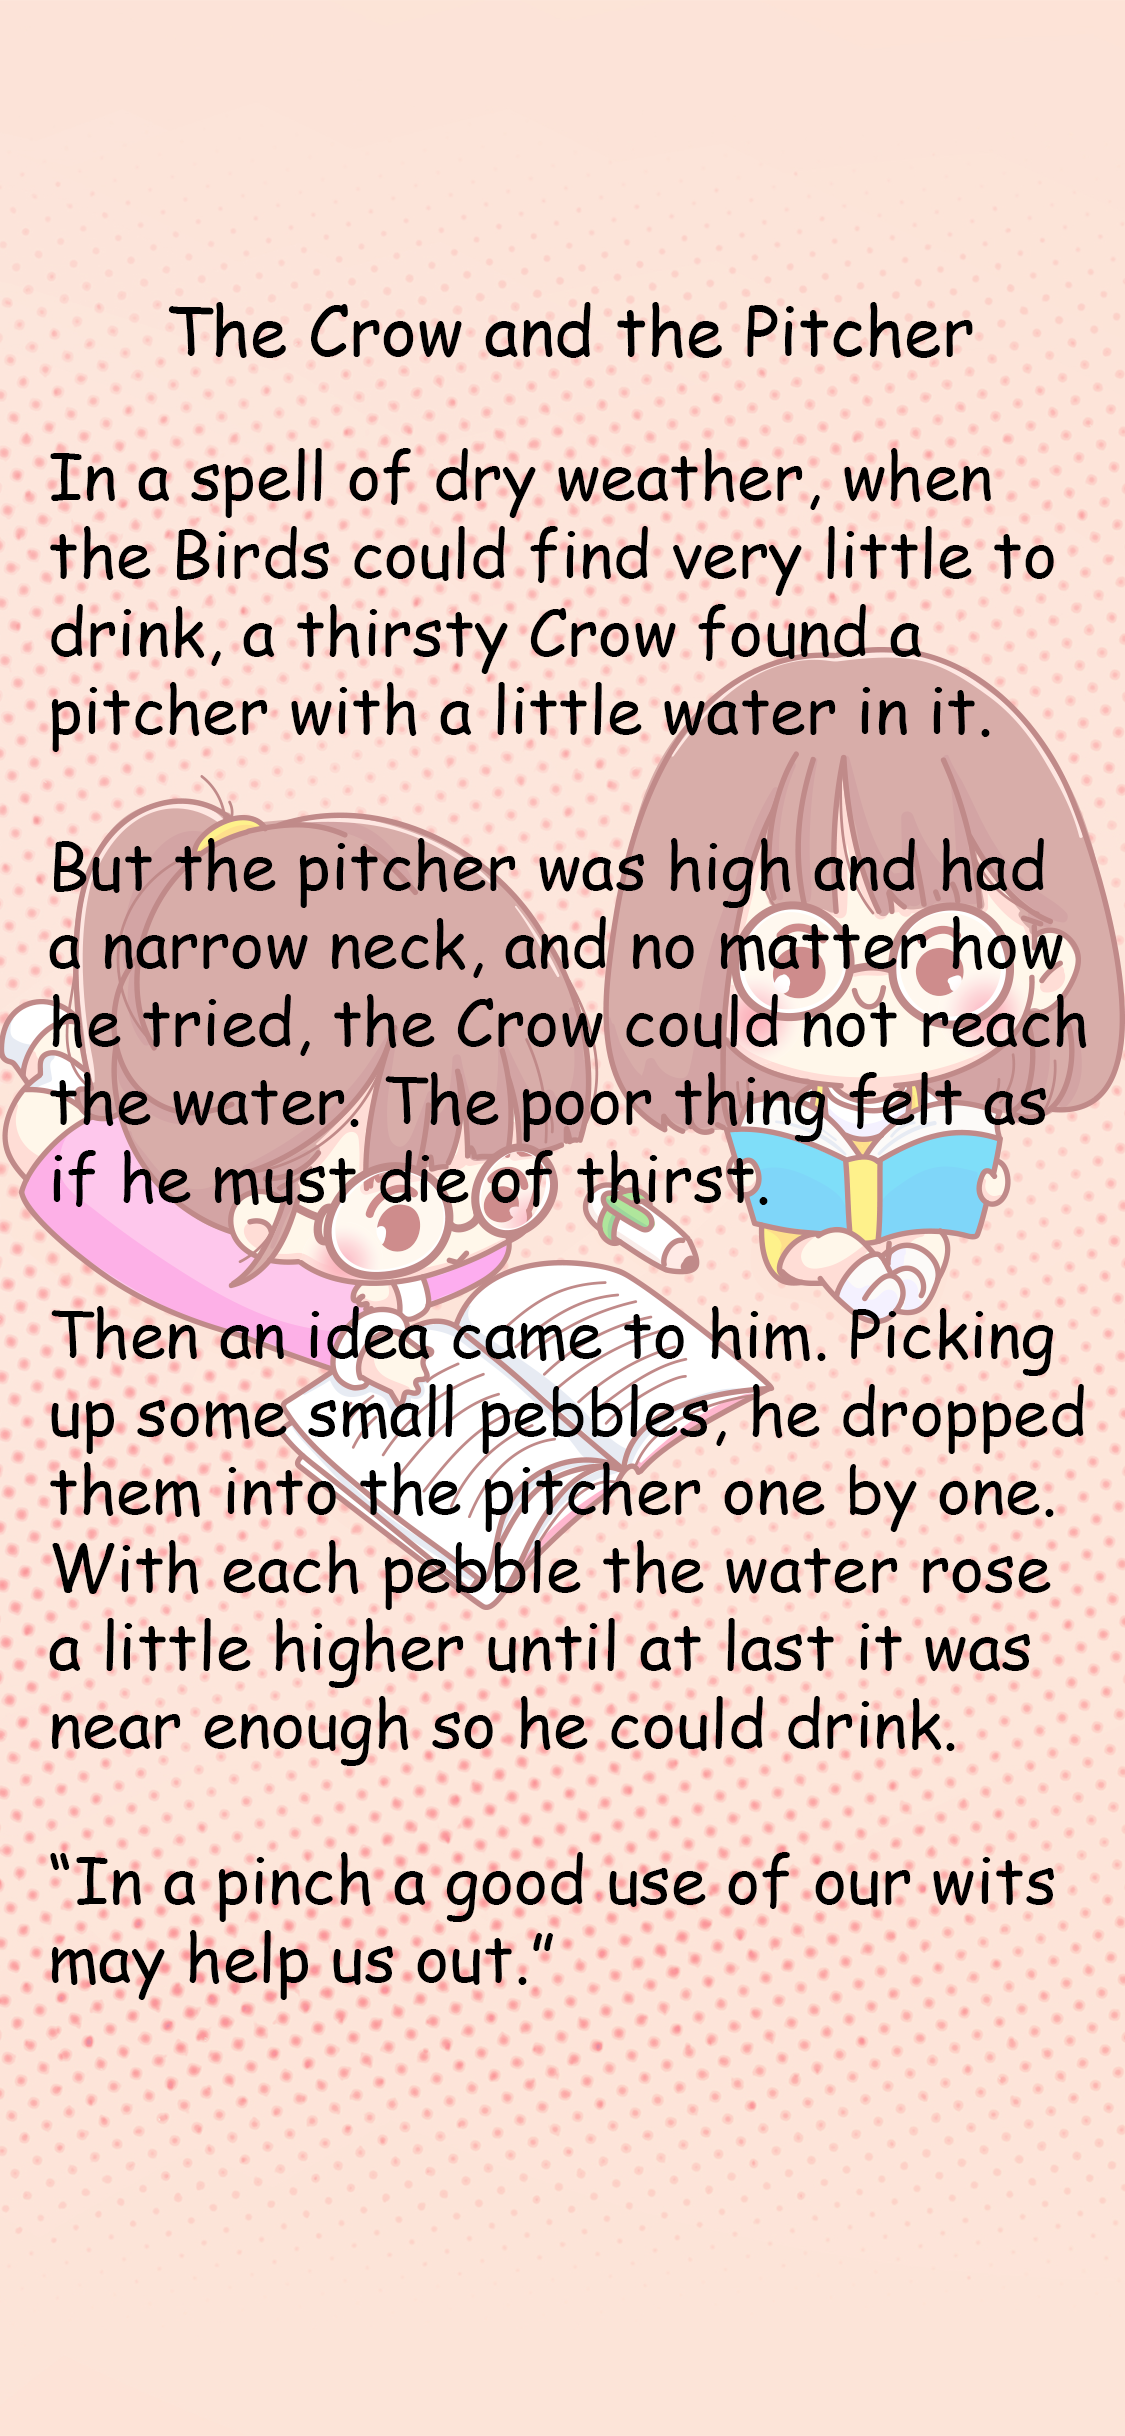 The Crow and the Pitcher
In a spell of dry weather, when
the Birds could find very little to
drink, a thirsty Crow found a
pitcher with a little water in it.
But the pitcher was high and had
a narrow neck, and no matter how
he tried, the Crow could not reach
the water. The poor thing felt as
if he must die of thirst.
Then an idea came to him. Picking
up some small pebbles, he dropped
them into the pitcher one by one.
With each pebble the water rose
a little higher until at last it was
near enough so he could drink.
“In a pinch a good use of our wits
may help us out.”